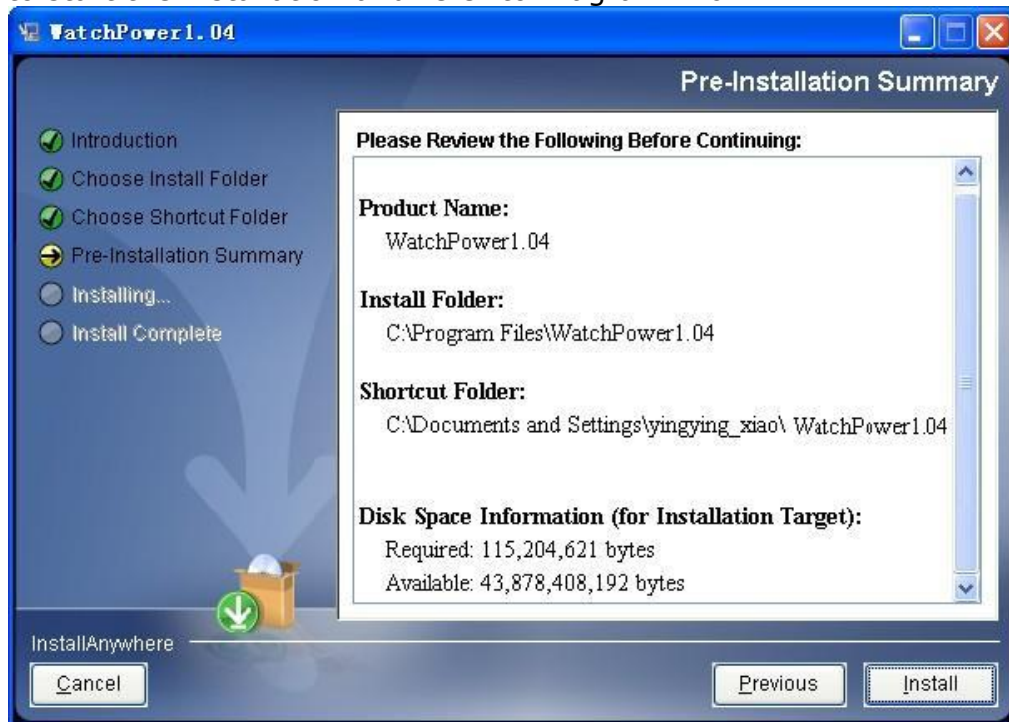 WatchPower1.04
Pre-Installation Summary
Introduction
Choose Install Folder
Choose Shortcut Folder
Pre-Installation Summary
Installing...
Install Complete
Please Review the Following Before Continuing:
Product Name:
WatchPower1.04
Install Folder:
C:\Program Files\WatchPower1.04
Shortcut Folder:
C:\Documents and Settings\yingying_xiao\ WatchPower1.04
Disk Space Information (for Installation Target):
Required: 115,204,621 bytes
Available: 43,878,408,192 bytes
InstallAnywhere
Cancel
Previous
Install